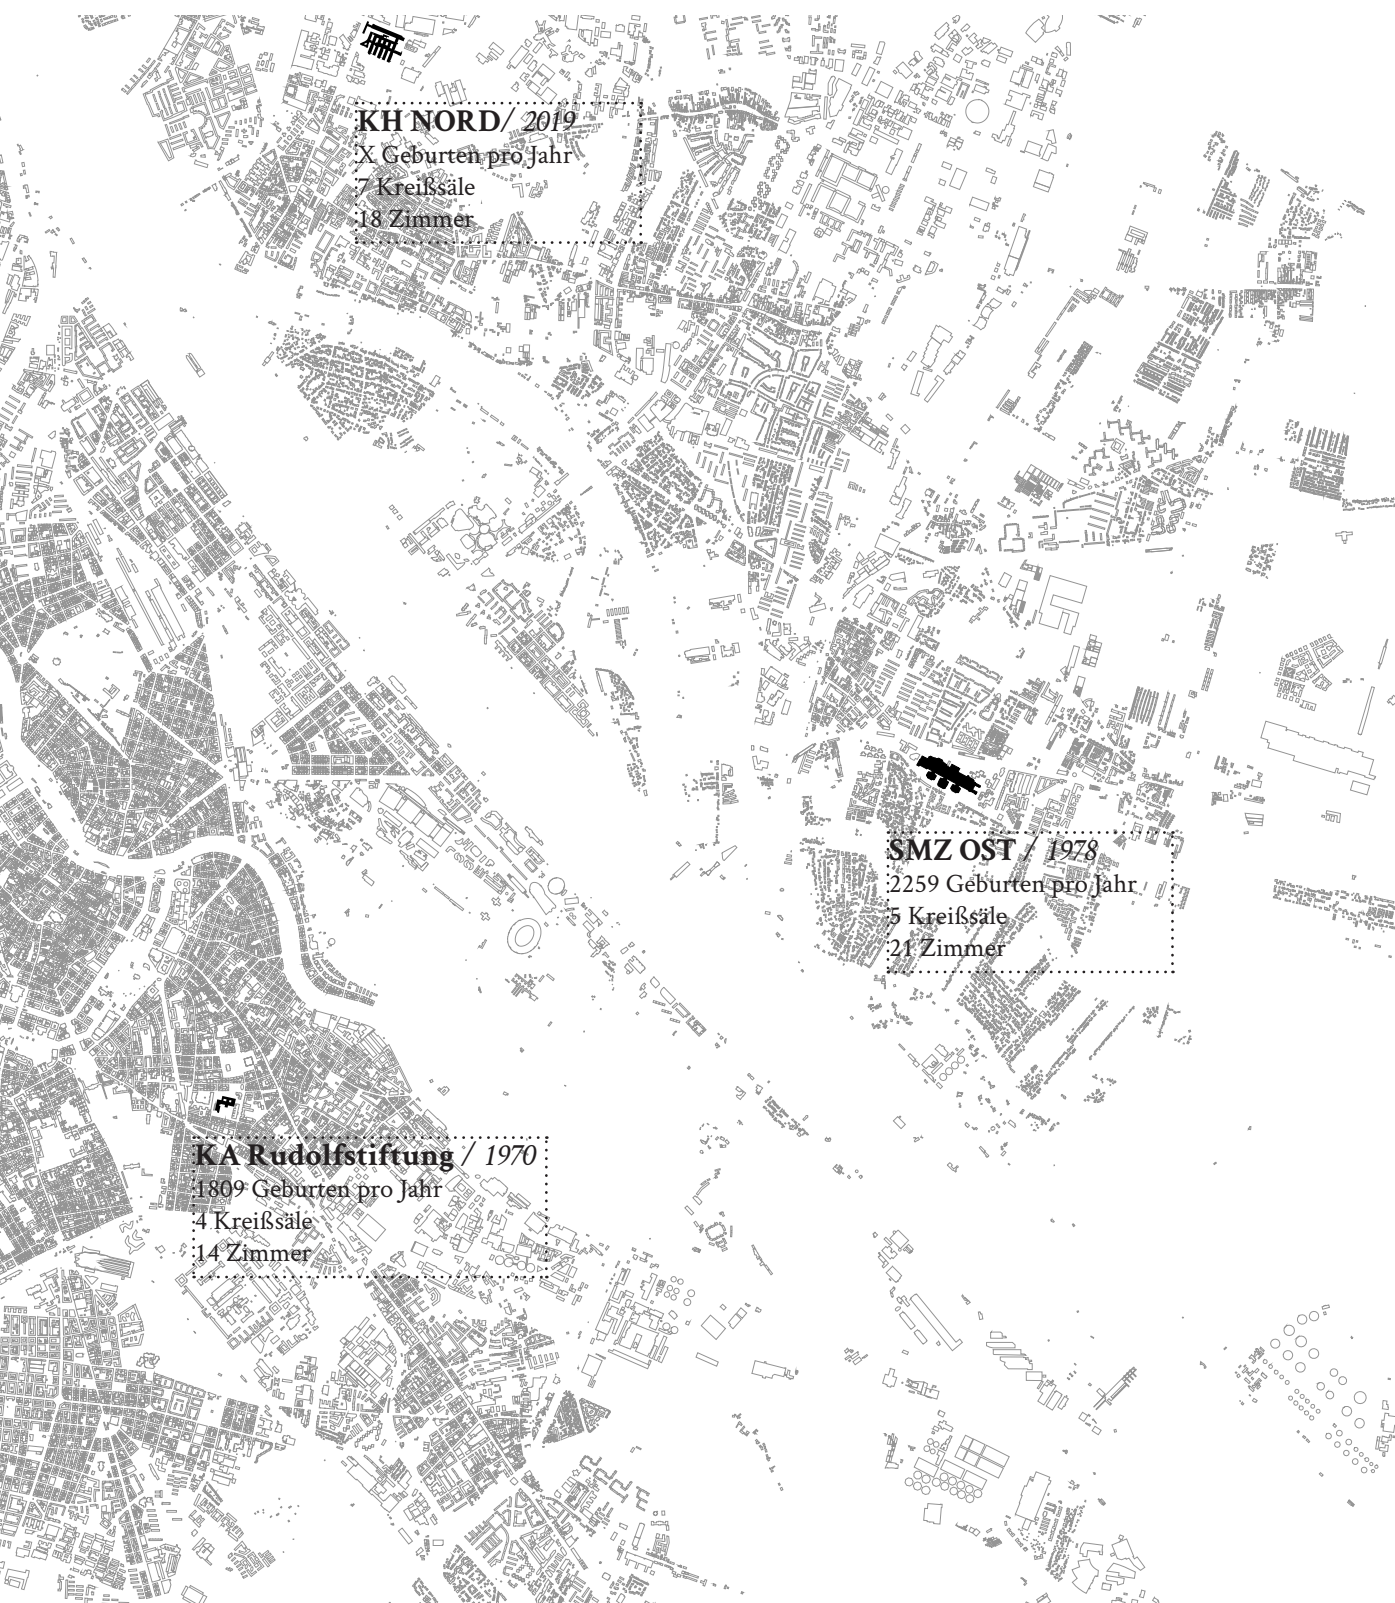 KH NORD/ 2019
X Geburten pro Jahr
7 Kreißsäle
18 Zimmer
SMZ OST / 1978
2259 Geburten pro Jahr
5 Kreißsäle
21 Zimmer
KA Rudolfstiftung / 1970
1809 Geburten pro Jahr
4 Kreißsäle
14 Zimmer